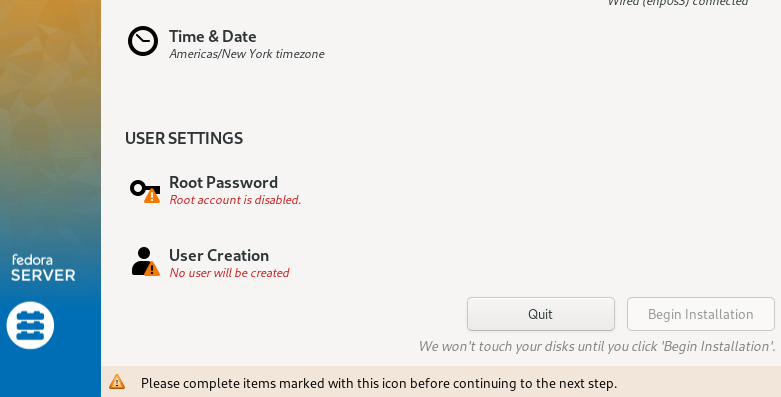 Wired (enp0s3) connected
Time & Date
Americas/New York timezone
USER SETTINGS
Root Password
Root account is disabled.
User Creation
No user will be created
fedora
SERVER
Quit
Begin Installation
We won't touch your disks until you click 'Begin Installation'.
Please complete items marked with this icon before continuing to the next step.